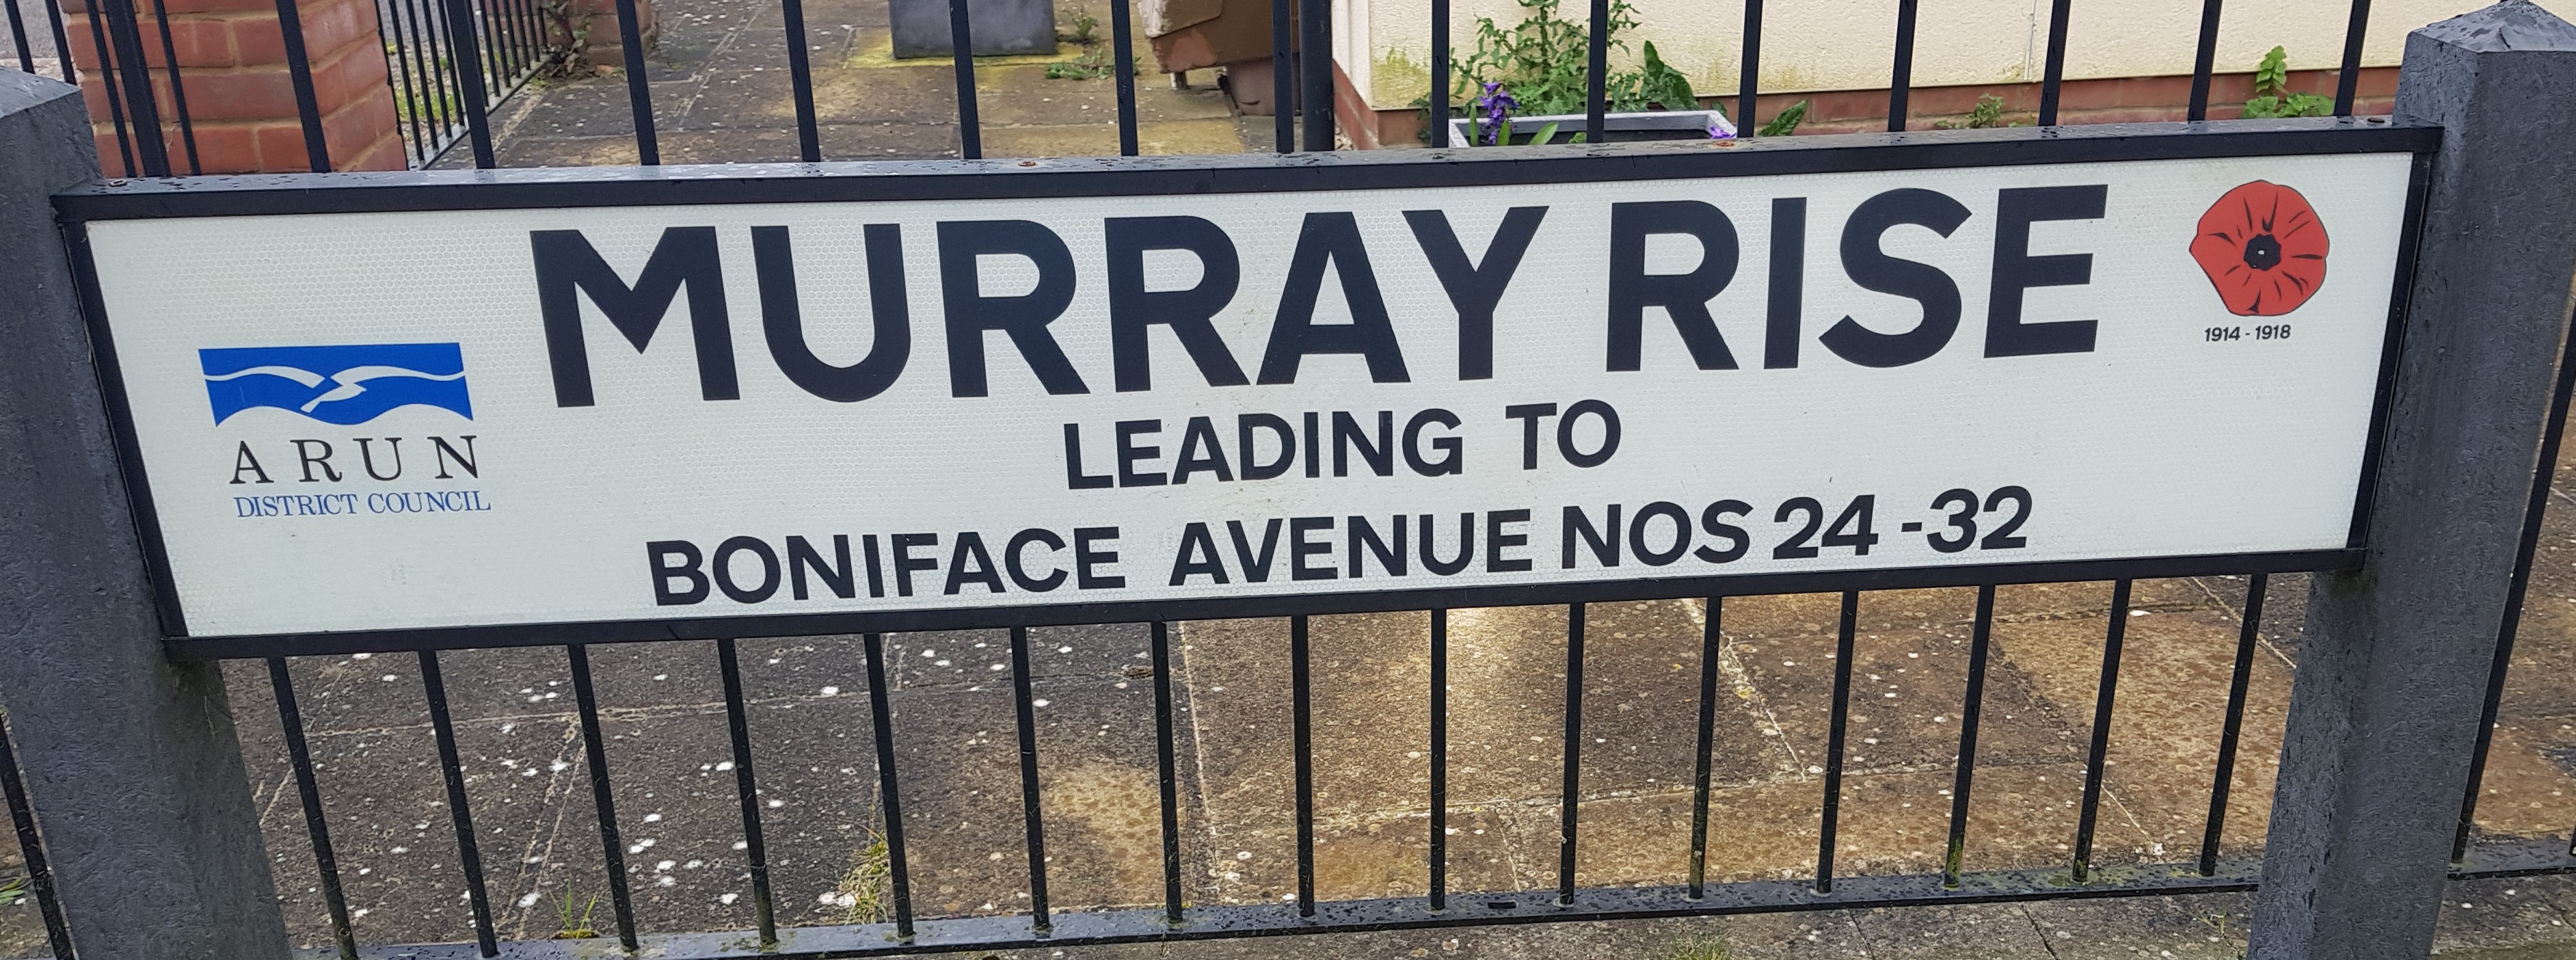 MURRAY RISE
1914 - 1918
ARUN
DISTRICT COUNCIL
LEADING TO
BONIFACE AVENUE NOS 24 -32